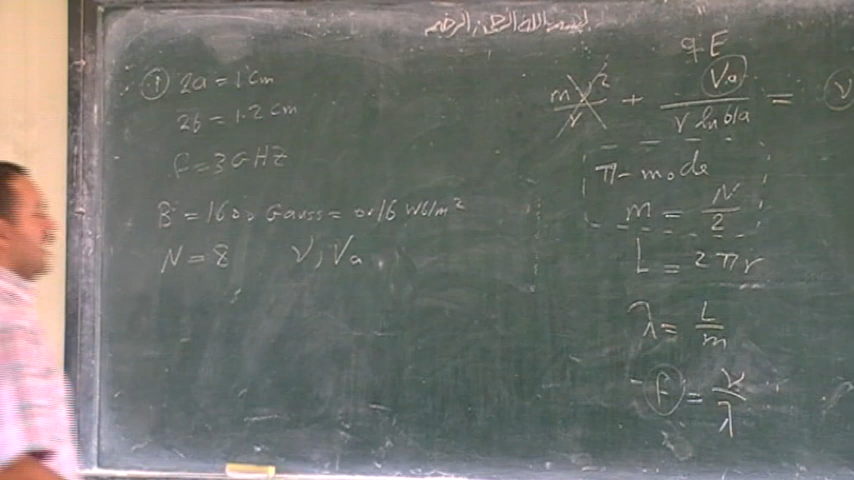 بسم الله الرحمن الرحيم
① 2a = 1 cm
2b = 1.2 cm
F = 3 GHZ
B = 1600 Gauss = 0.16 Wb/m²
N = 8 v, Va
qE
mv²/r + Va/(r ln b/a) = v
π-mode
m = N/2
L = 2πr
λ = L/m
F = v/λ